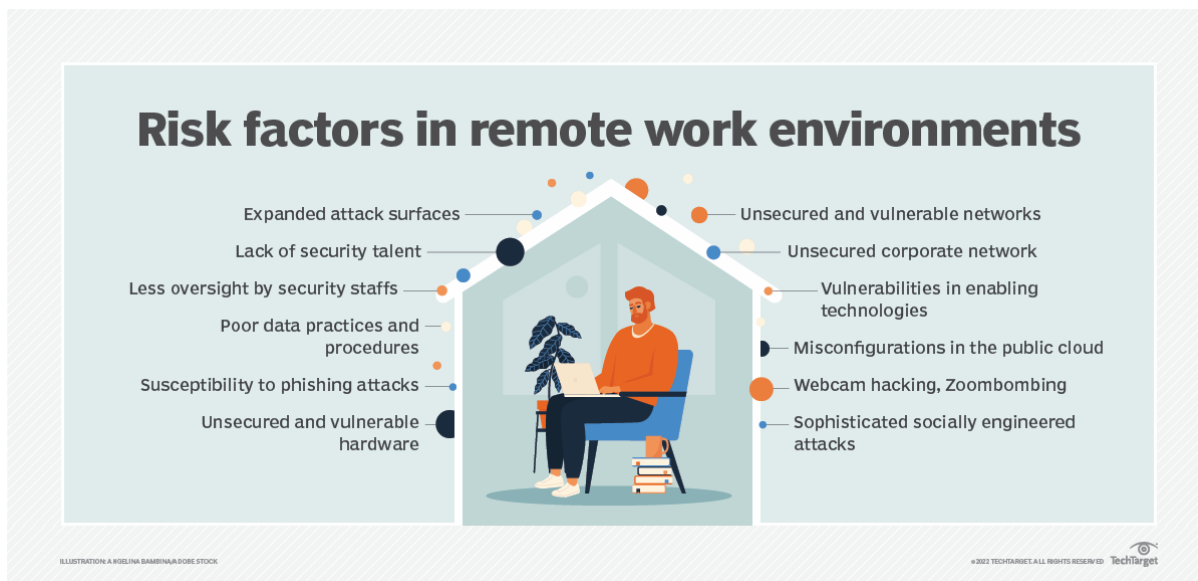 Risk factors in remote work environments
Expanded attack surfaces
Lack of security talent
Less oversight by security staffs
Poor data practices and
procedures
Susceptibility to phishing attacks
Unsecured and vulnerable
hardware
Unsecured and vulnerable networks
Unsecured corporate network
Vulnerabilities in enabling
technologies
Misconfigurations in the public cloud
Webcam hacking, Zoombombing
Sophisticated socially engineered
attacks
ILLUSTRATION: ANGELINA BAMBINA/ADOBE STOCK
©2022 TECHTARGET. ALL RIGHTS RESERVED TechTarget